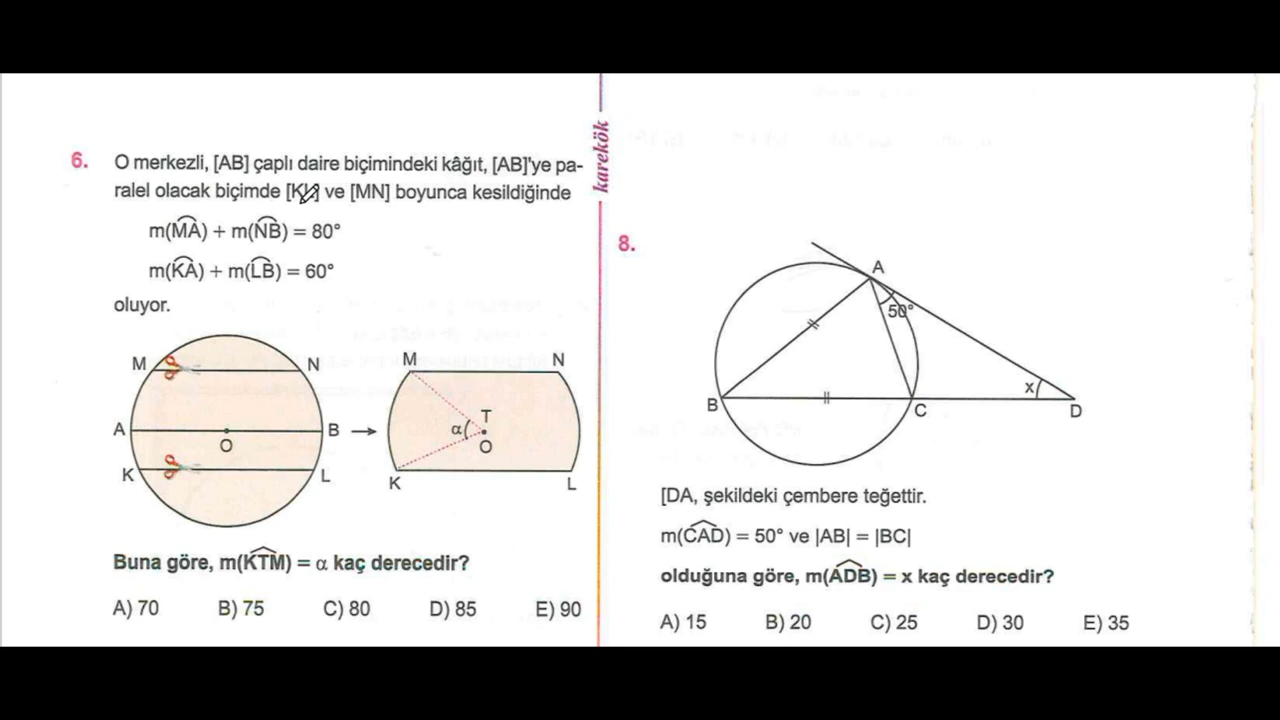 6. O merkezli, [AB] çaplı daire biçimindeki kâğıt, [AB]'ye pa-
ralel olacak biçimde [KL] ve [MN] boyunca kesildiğinde
m(MA) + m(NB) = 80°
m(KA) + m(LB) = 60°
oluyor.
M N
A O B
K L
M N
T
α
O
K L
Buna göre, m(KTM) = α kaç derecedir?
A) 70 B) 75 C) 80 D) 85 E) 90
karekök
8.
A
50°
x
B C D
[DA, şekildeki çembere teğettir.
m(CAD) = 50° ve |AB| = |BC|
olduğuna göre, m(ADB) = x kaç derecedir?
A) 15 B) 20 C) 25 D) 30 E) 35